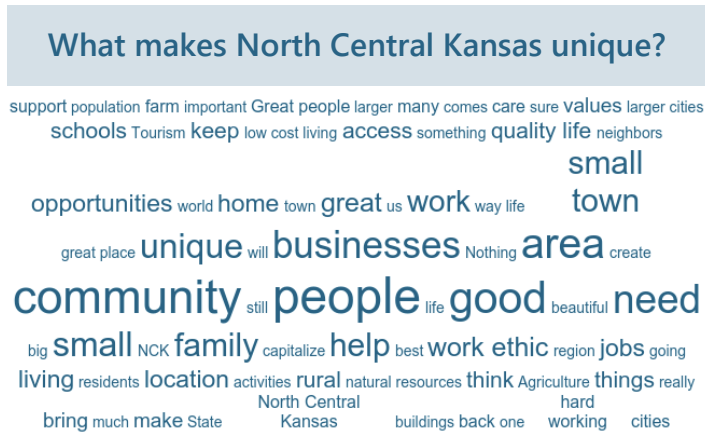 What makes North Central Kansas unique?
support population farm important Great people larger many comes care sure values larger cities
schools Tourism keep low cost living access something quality life neighbors
small
opportunities world home town great us work way life town
great place unique will businesses Nothing area create
community still people life good beautiful need
big small NCK family capitalize help best work ethic region jobs going
living residents location activities rural natural resources think Agriculture things really
North Central hard
bring much make State Kansas buildings back one working cities